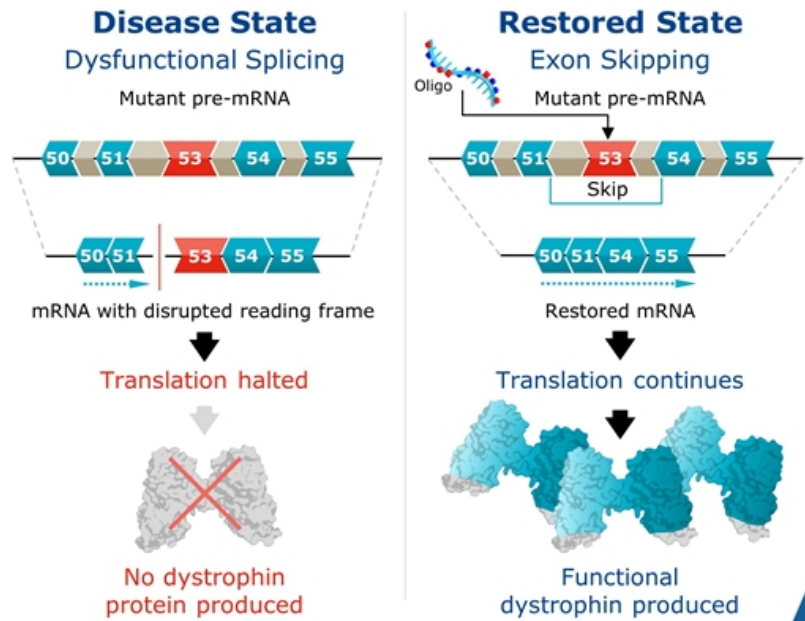 Disease State
Dysfunctional Splicing
Mutant pre-mRNA
50 51 53 54 55
50 51 53 54 55
mRNA with disrupted reading frame
Translation halted
No dystrophin
protein produced
Restored State
Exon Skipping
Oligo
Mutant pre-mRNA
50 51 53 54 55
Skip
50 51 54 55
Restored mRNA
Translation continues
Functional
dystrophin produced